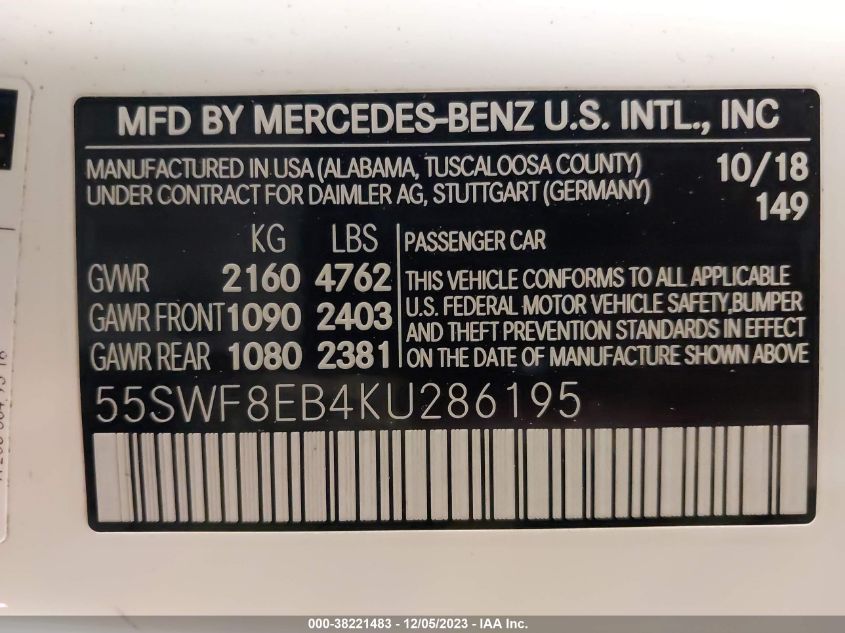 MFD BY MERCEDES-BENZ U.S. INTL., INC
MANUFACTURED IN USA (ALABAMA, TUSCALOOSA COUNTY) 10/18
UNDER CONTRACT FOR DAIMLER AG, STUTTGART (GERMANY) 149
KG LBS PASSENGER CAR
GVWR 2160 4762 THIS VEHICLE CONFORMS TO ALL APPLICABLE
GAWR FRONT 1090 2403 U.S. FEDERAL MOTOR VEHICLE SAFETY, BUMPER
AND THEFT PREVENTION STANDARDS IN EFFECT
GAWR REAR 1080 2381 ON THE DATE OF MANUFACTURE SHOWN ABOVE
55SWF8EB4KU286195
000-38221483 - 12/05/2023 - IAA Inc.